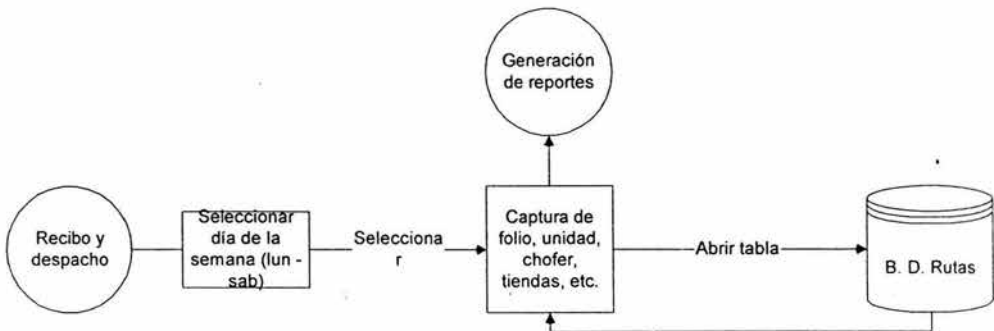 Generación
de reportes
Recibo y
despacho
Seleccionar
día de la
semana (lun -
sab)
Selecciona
r
Captura de
folio, unidad,
chofer,
tiendas, etc.
Abrir tabla
B. D. Rutas